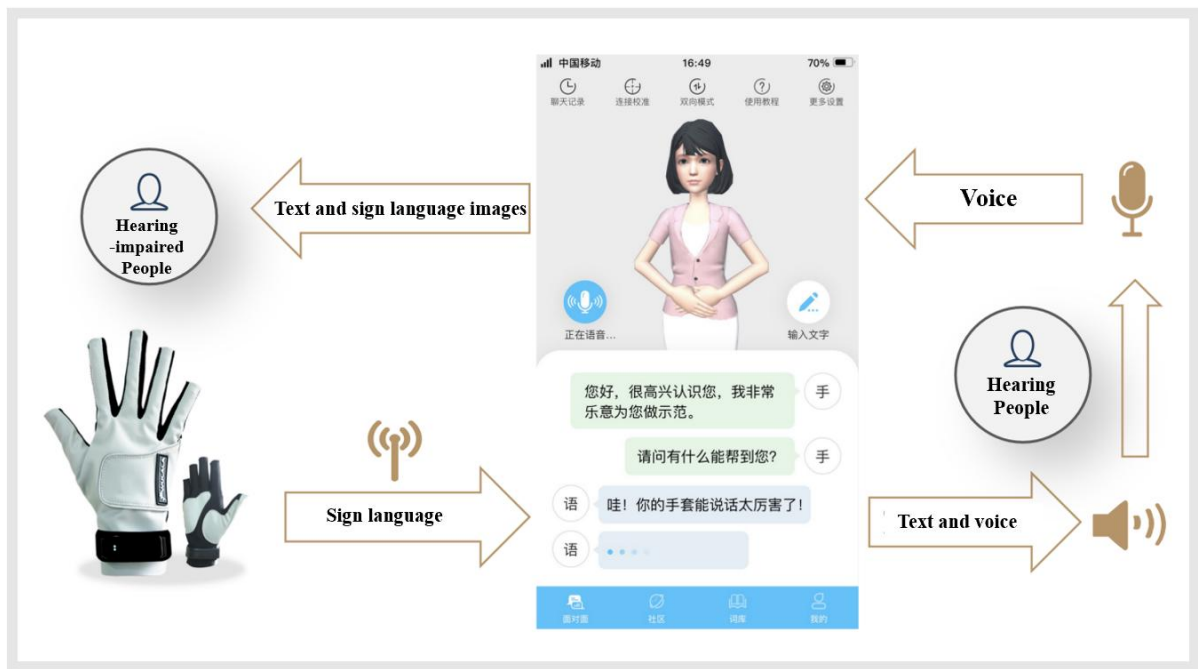 中国移动
16:49
70%
聊天记录
连接校准
双向模式
使用教程
更多设置
Text and sign language images
Voice
Hearing
-impaired
People
正在语音...
输入文字
Hearing
People
您好，很高兴认识您，我非常
乐意为您做示范。
手
请问有什么能帮到您?
手
Sign language
语
哇！你的手套能说话太厉害了！
语
Text and voice
面对面
社区
词库
我的